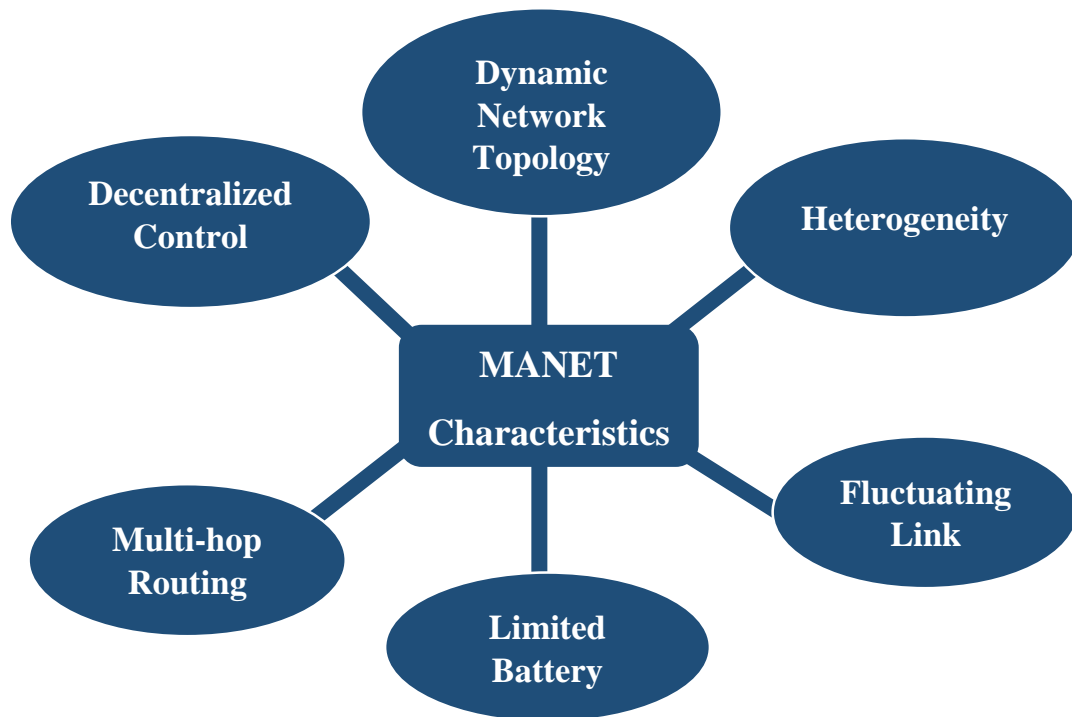 Dynamic
Network
Topology
Decentralized
Control
Heterogeneity
MANET
Characteristics
Multi-hop
Routing
Fluctuating
Link
Limited
Battery